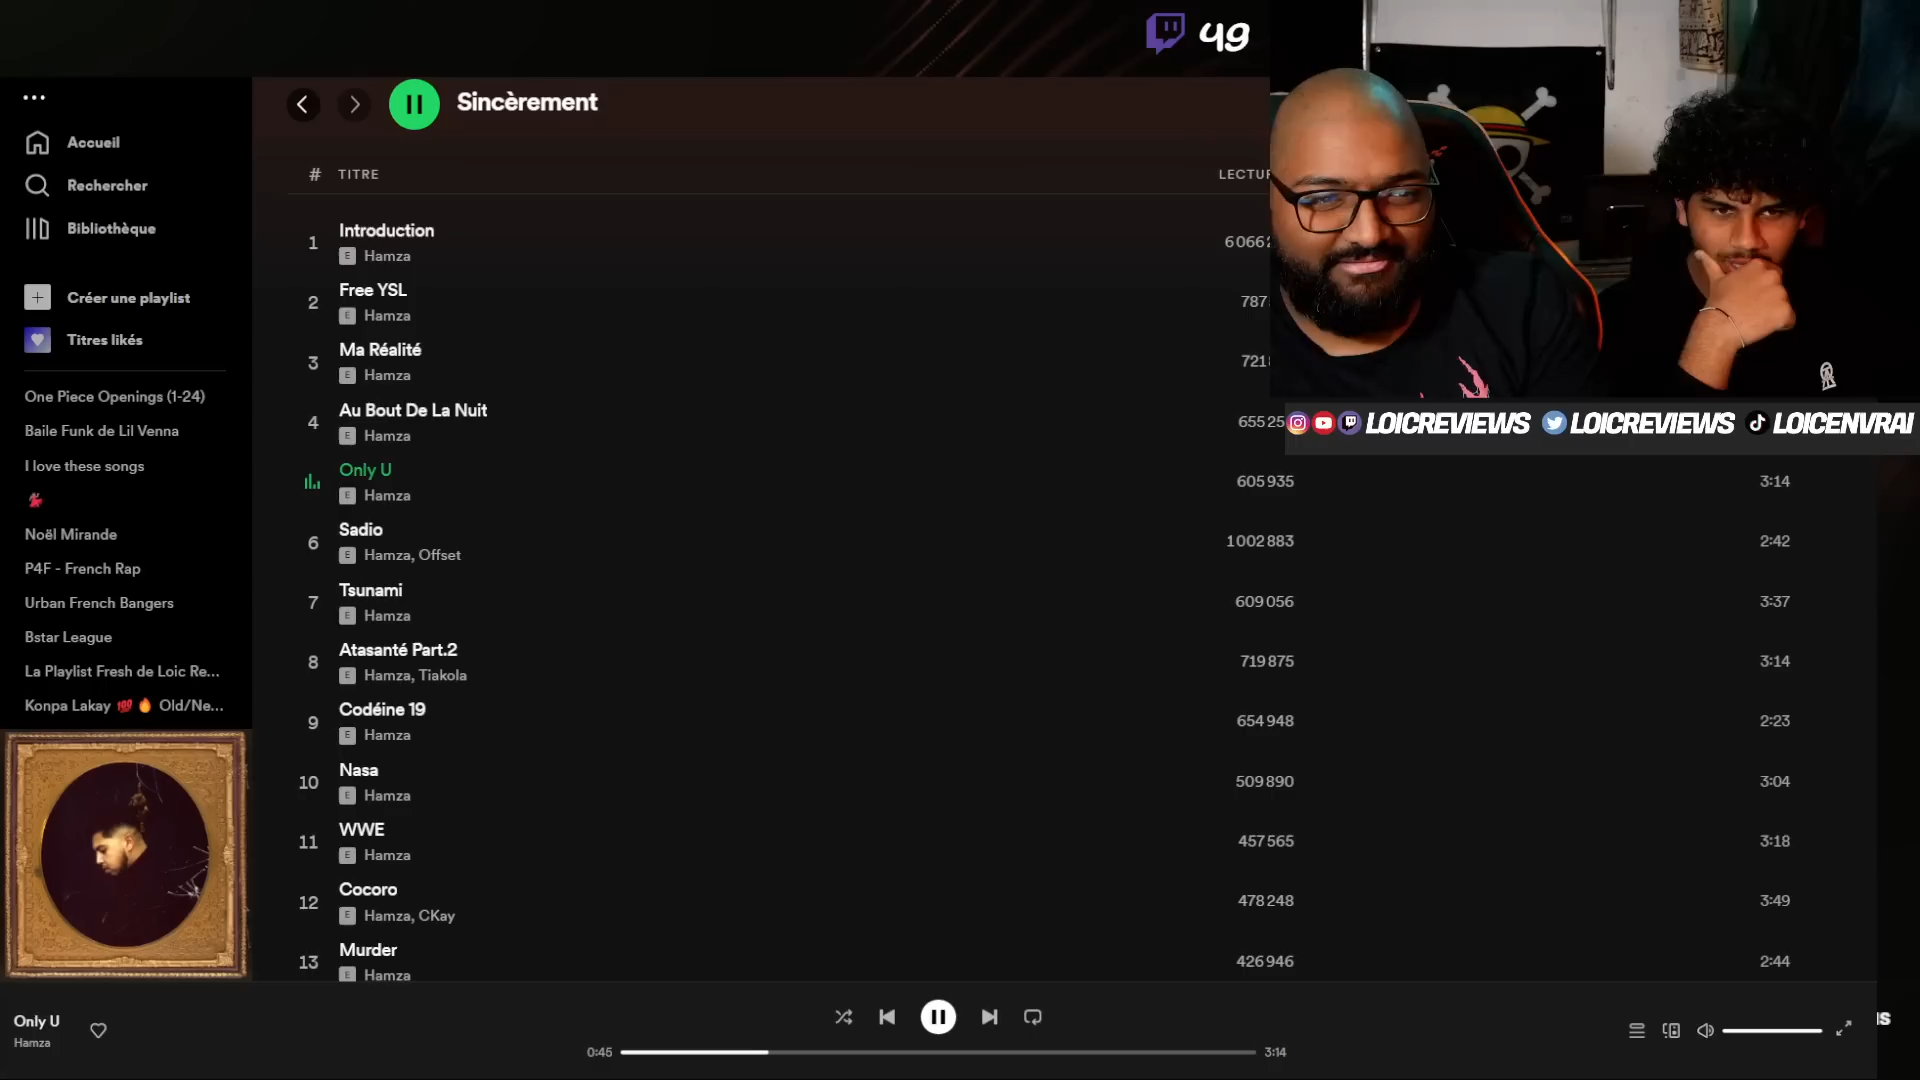 49
Sincèrement
Accueil
Rechercher
Bibliothèque
Créer une playlist
Titres likés
One Piece Openings (1-24)
Baile Funk de Lil Venna
I love these songs
Noël Mirande
P4F - French Rap
Urban French Bangers
Bstar League
La Playlist Fresh de Loic Re...
Konpa Lakay 💯 🔥 Old/Ne...
# TITRE LECTU
1 Introduction 6 066
E Hamza
2 Free YSL 787
E Hamza
3 Ma Réalité 721
E Hamza
4 Au Bout De La Nuit 655 25
E Hamza
Only U 605 935 3:14
E Hamza
6 Sadio 1 002 883 2:42
E Hamza, Offset
7 Tsunami 609 056 3:37
E Hamza
8 Atasanté Part.2 719 875 3:14
E Hamza, Tiakola
9 Codéine 19 654 948 2:23
E Hamza
10 Nasa 509 890 3:04
E Hamza
11 WWE 457 565 3:18
E Hamza
12 Cocoro 478 248 3:49
E Hamza, CKay
13 Murder 426 946 2:44
E Hamza
LOICREVIEWS LOICREVIEWS LOICENVRAI
Only U
Hamza
0:45 3:14